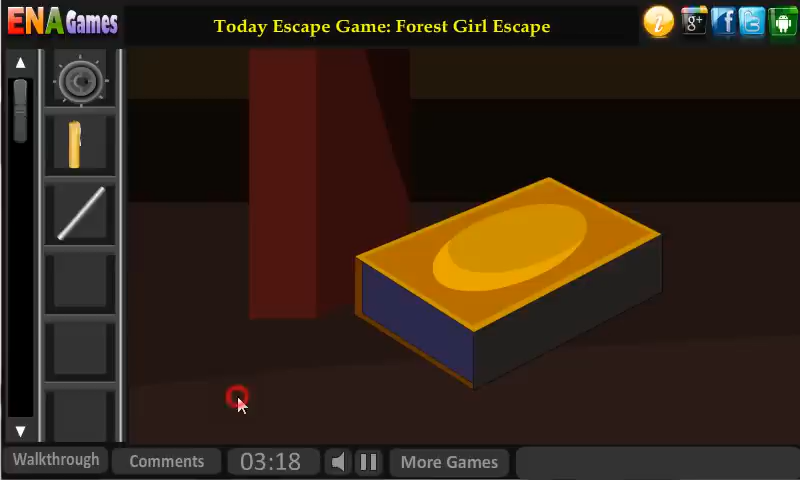 ENA Games
Today Escape Game: Forest Girl Escape
i
g+
f
Walkthrough
Comments
03:18
More Games